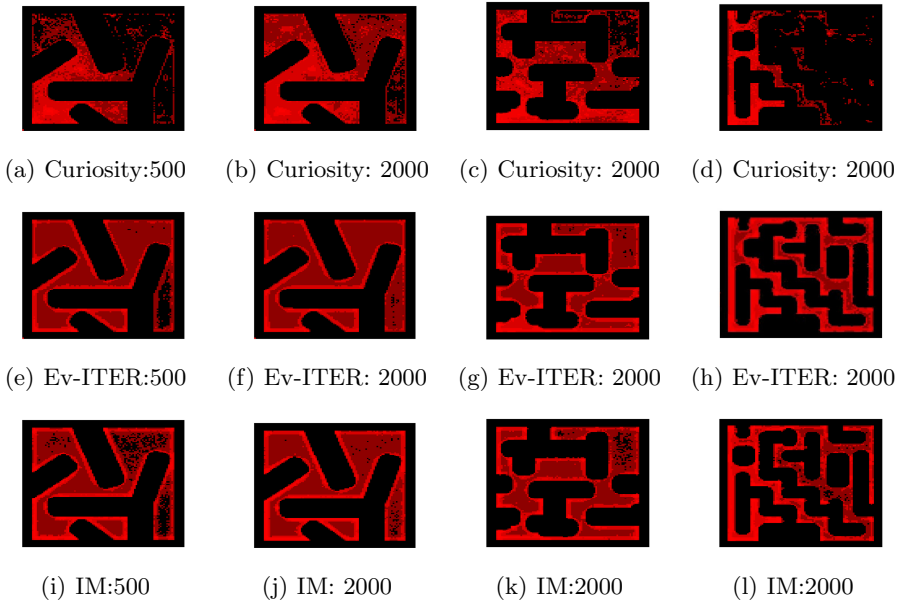 (a) Curiosity:500
(b) Curiosity: 2000
(c) Curiosity: 2000
(d) Curiosity: 2000
(e) Ev-ITER:500
(f) Ev-ITER: 2000
(g) Ev-ITER: 2000
(h) Ev-ITER: 2000
(i) IM:500
(j) IM: 2000
(k) IM:2000
(l) IM:2000